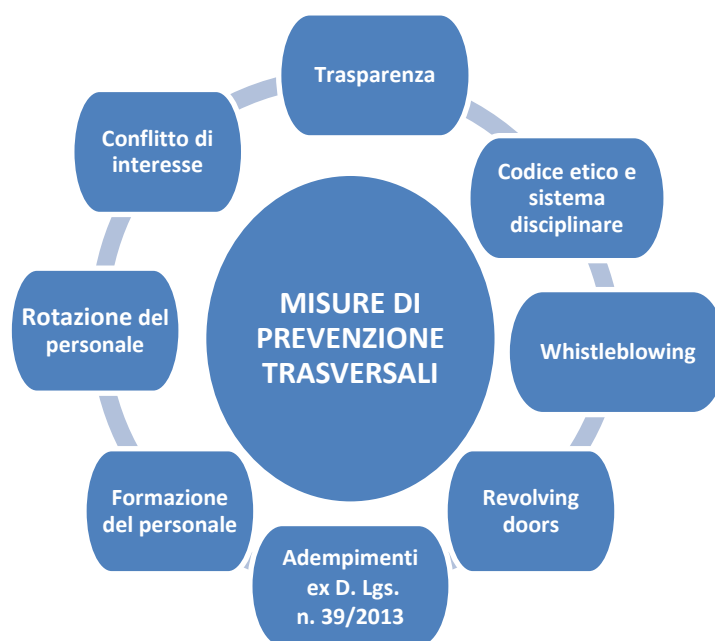 Trasparenza
Codice etico e
sistema
disciplinare
Whistleblowing
Revolving
doors
Adempimenti
ex D. Lgs.
n. 39/2013
Formazione
del personale
Rotazione del
personale
Conflitto di
interesse
MISURE DI
PREVENZIONE
TRASVERSALI